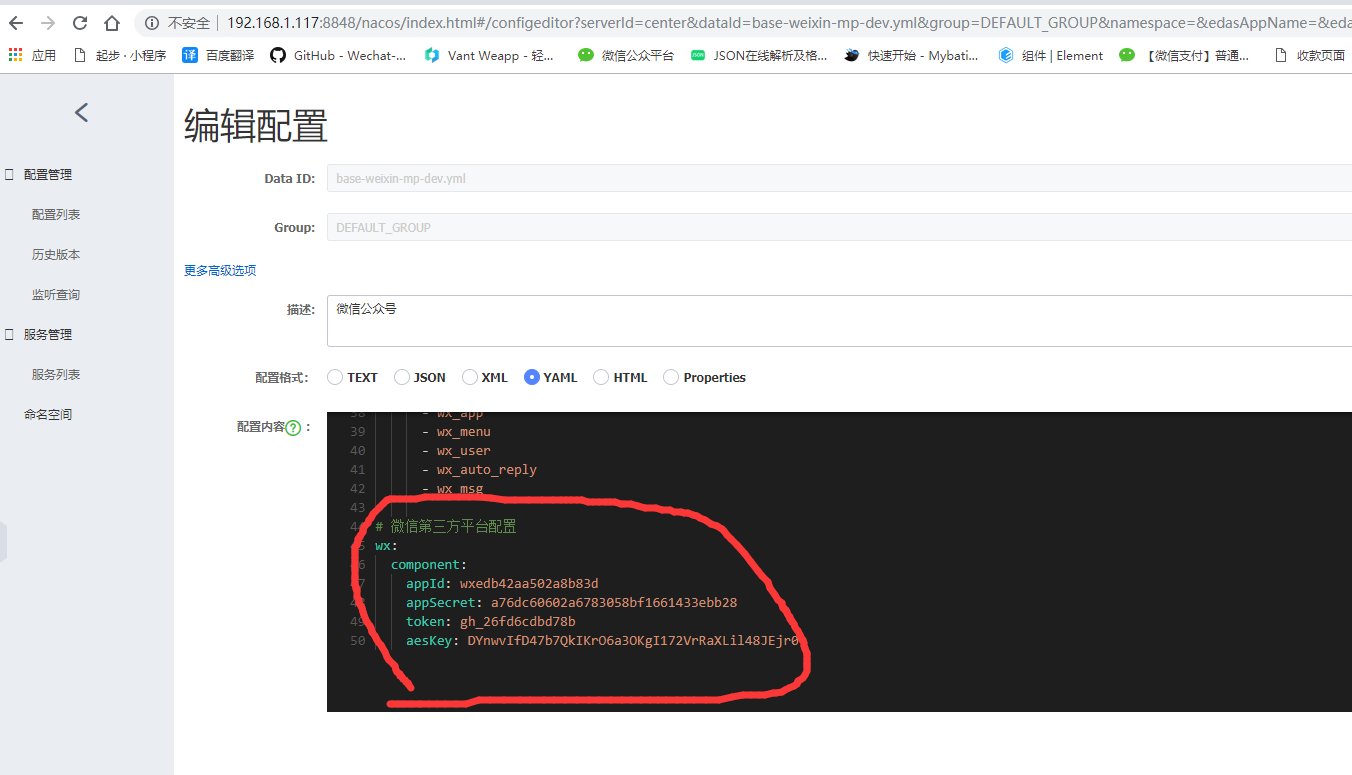 不安全 | 192.168.1.117:8848/nacos/index.html#/configeditor?serverId=center&dataId=base-weixin-mp-dev.yml&group=DEFAULT_GROUP&namespace=&edasAppName=&eda
应用 起步 · 小程序 百度翻译 GitHub - Wechat-... Vant Weapp - 轻... 微信公众平台 JSON在线解析及格... 快速开始 - Mybati... 组件 | Element 【微信支付】普通... 收款页面
编辑配置
配置管理
配置列表
历史版本
监听查询
服务管理
服务列表
命名空间
Data ID: base-weixin-mp-dev.yml
Group: DEFAULT_GROUP
更多高级选项
描述: 微信公众号
配置格式: TEXT JSON XML YAML HTML Properties
配置内容 ? :
38 - wx_app
39 - wx_menu
40 - wx_user
41 - wx_auto_reply
42 - wx_msg
43
# 微信第三方平台配置
wx:
component:
appId: wxedb42aa502a8b83d
appSecret: a76dc60602a6783058bf1661433ebb28
49 token: gh_26fd6cdbd78b
50 aesKey: DYnwvIfD47b7QkIKrO6a3OKgI172VrRaXLil48JEjr0